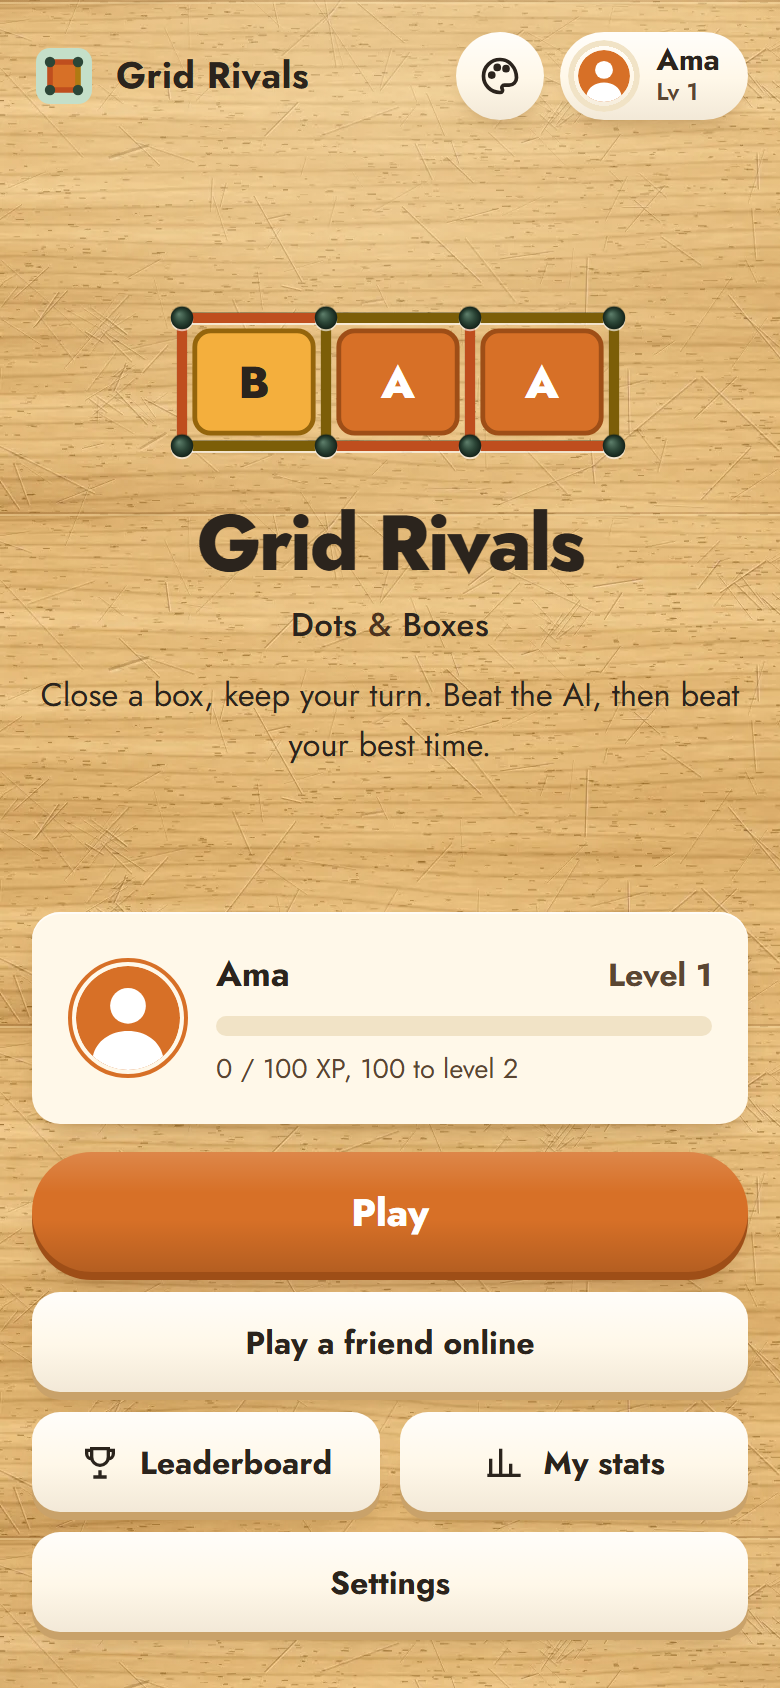 Grid Rivals
Ama
Lv 1
B A A
Grid Rivals
Dots & Boxes
Close a box, keep your turn. Beat the AI, then beat
your best time.
Ama Level 1
0 / 100 XP, 100 to level 2
Play
Play a friend online
Leaderboard
My stats
Settings